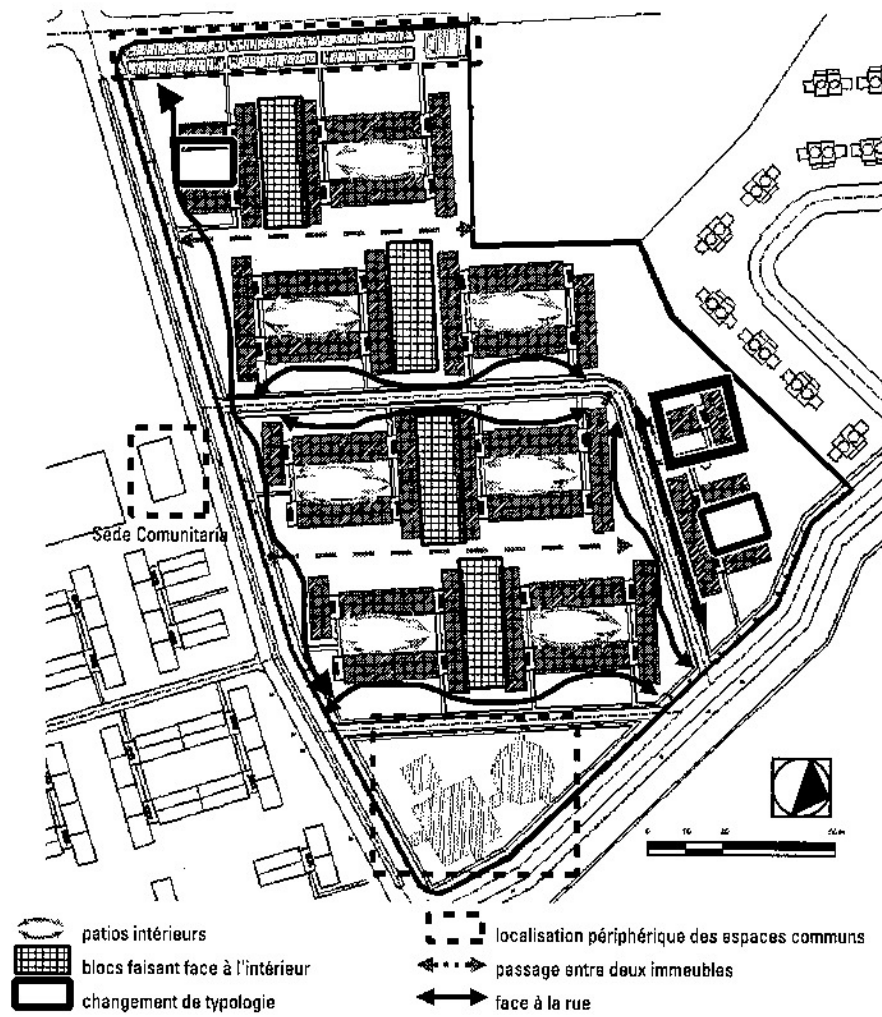 Sede Comunitaria
patios intérieurs
blocs faisant face à l'intérieur
changement de typologie
localisation périphérique des espaces communs
passage entre deux immeubles
face à la rue